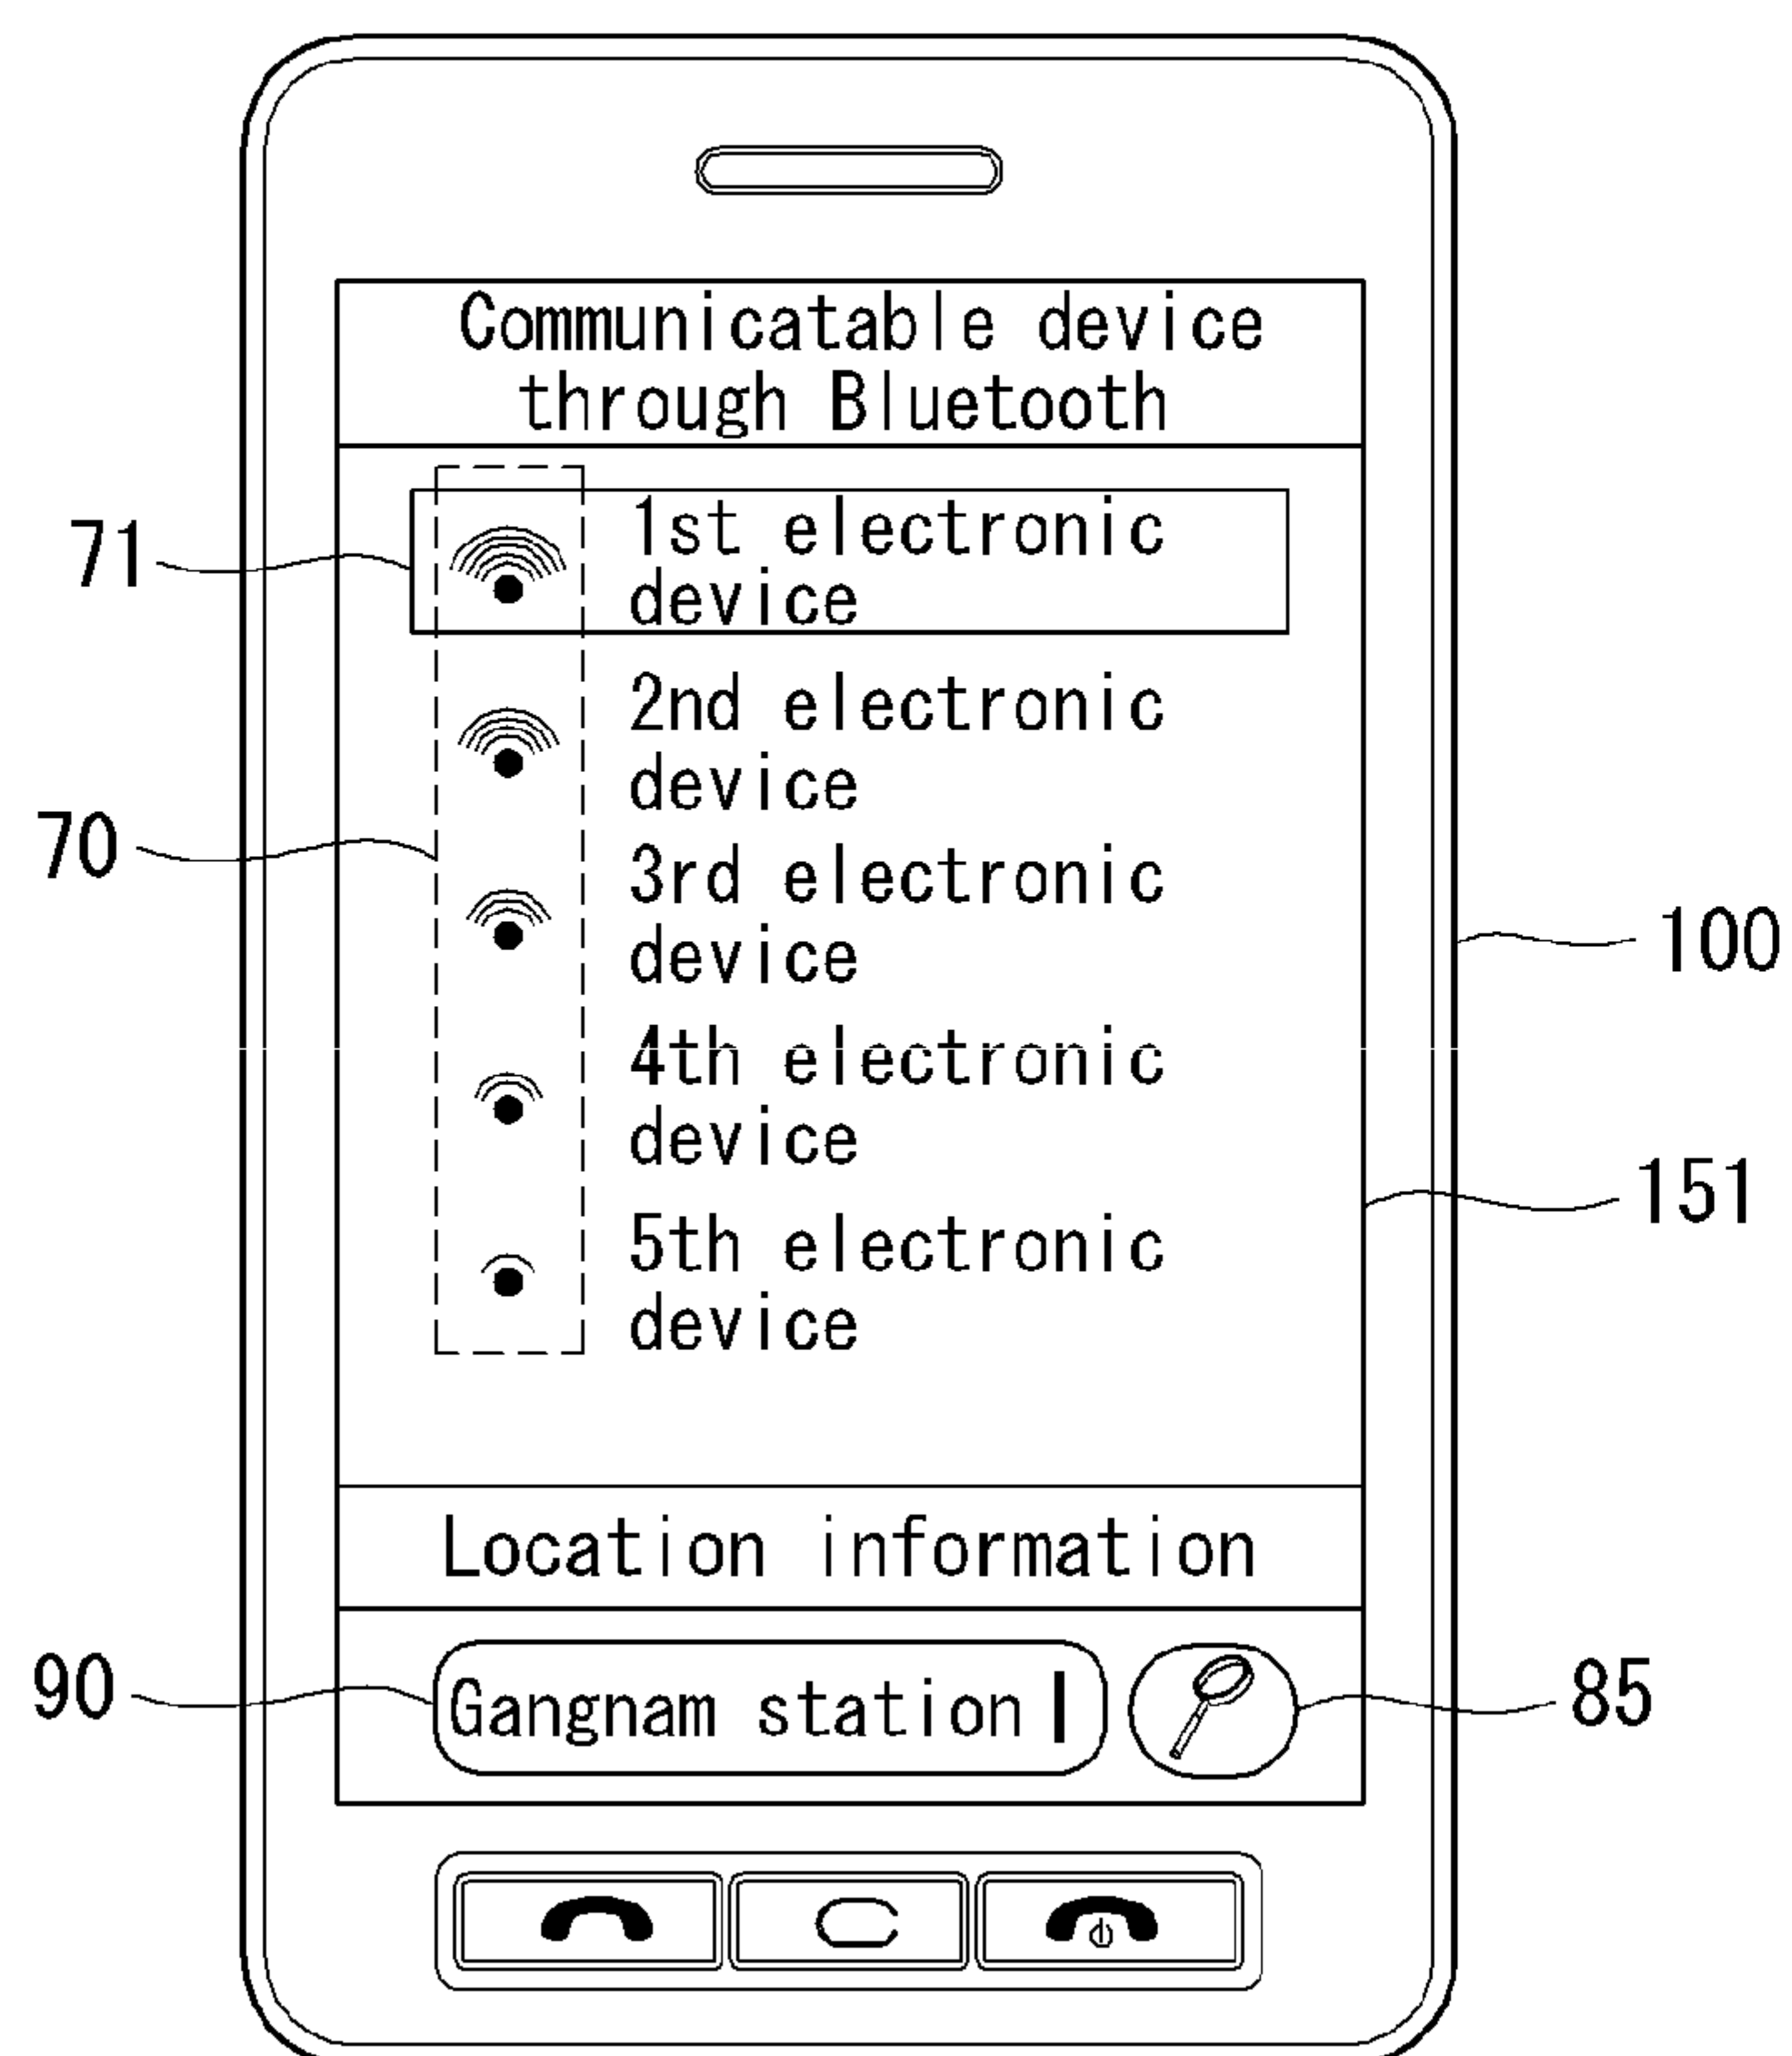 Communicatable device
through Bluetooth
71
1st electronic
device
2nd electronic
device
70
3rd electronic
device
100
4th electronic
device
151
5th electronic
device
Location information
90
Gangnam station
85
C